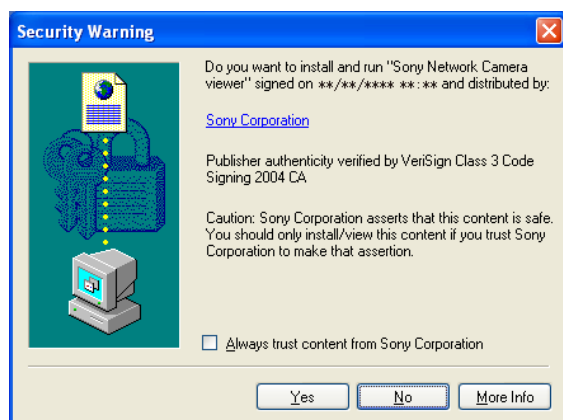 Security Warning
Do you want to install and run "Sony Network Camera
viewer" signed on **/**/**** **:** and distributed by:
Sony Corporation
Publisher authenticity verified by VeriSign Class 3 Code
Signing 2004 CA
Caution: Sony Corporation asserts that this content is safe.
You should only install/view this content if you trust Sony
Corporation to make that assertion.
Always trust content from Sony Corporation
Yes No More Info